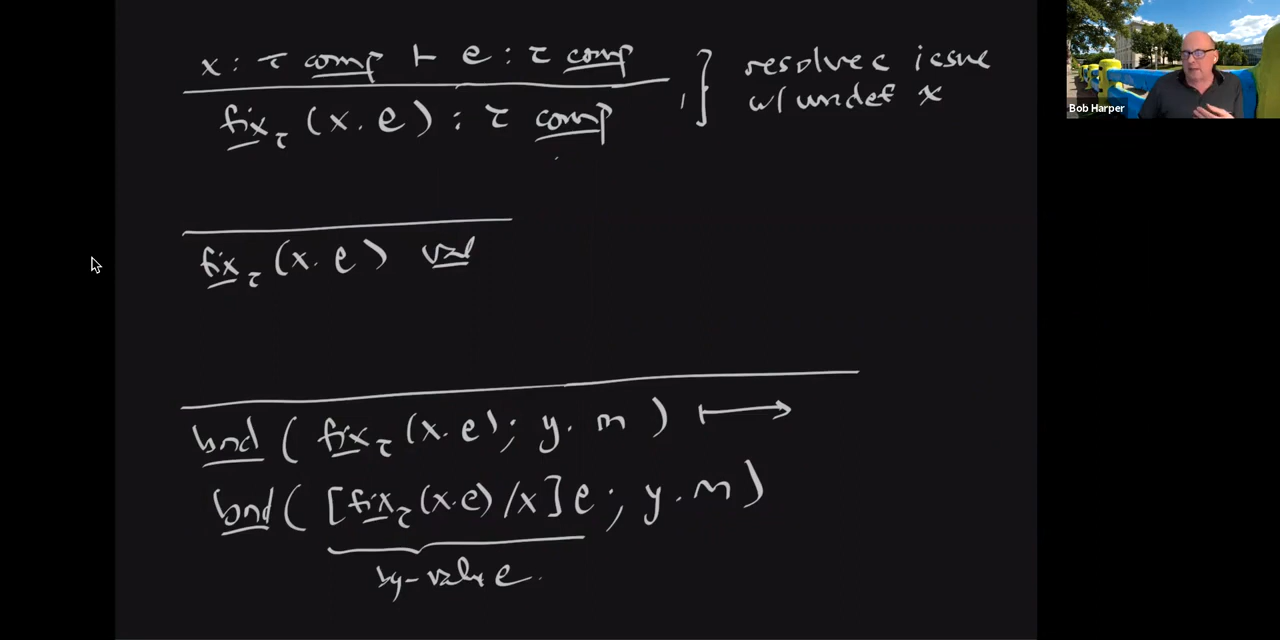 x : τ comp ⊢ e : τ comp
fix_τ (x. e) : τ comp
resolves issue
w/ undef x
Bob Harper
fix_τ (x. e) val
bnd ( fix_τ (x. e) ; y. m ) ⟼
bnd ( [fix_τ (x.e) / x] e ; y. m )
by-value